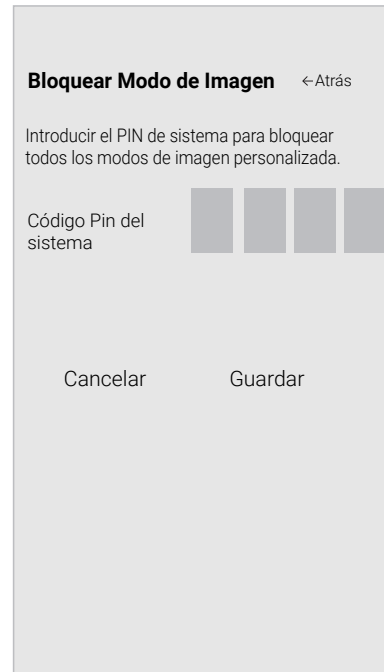 Bloquear Modo de Imagen ←Atrás
Introducir el PIN de sistema para bloquear
todos los modos de imagen personalizada.
Código Pin del
sistema
Cancelar Guardar